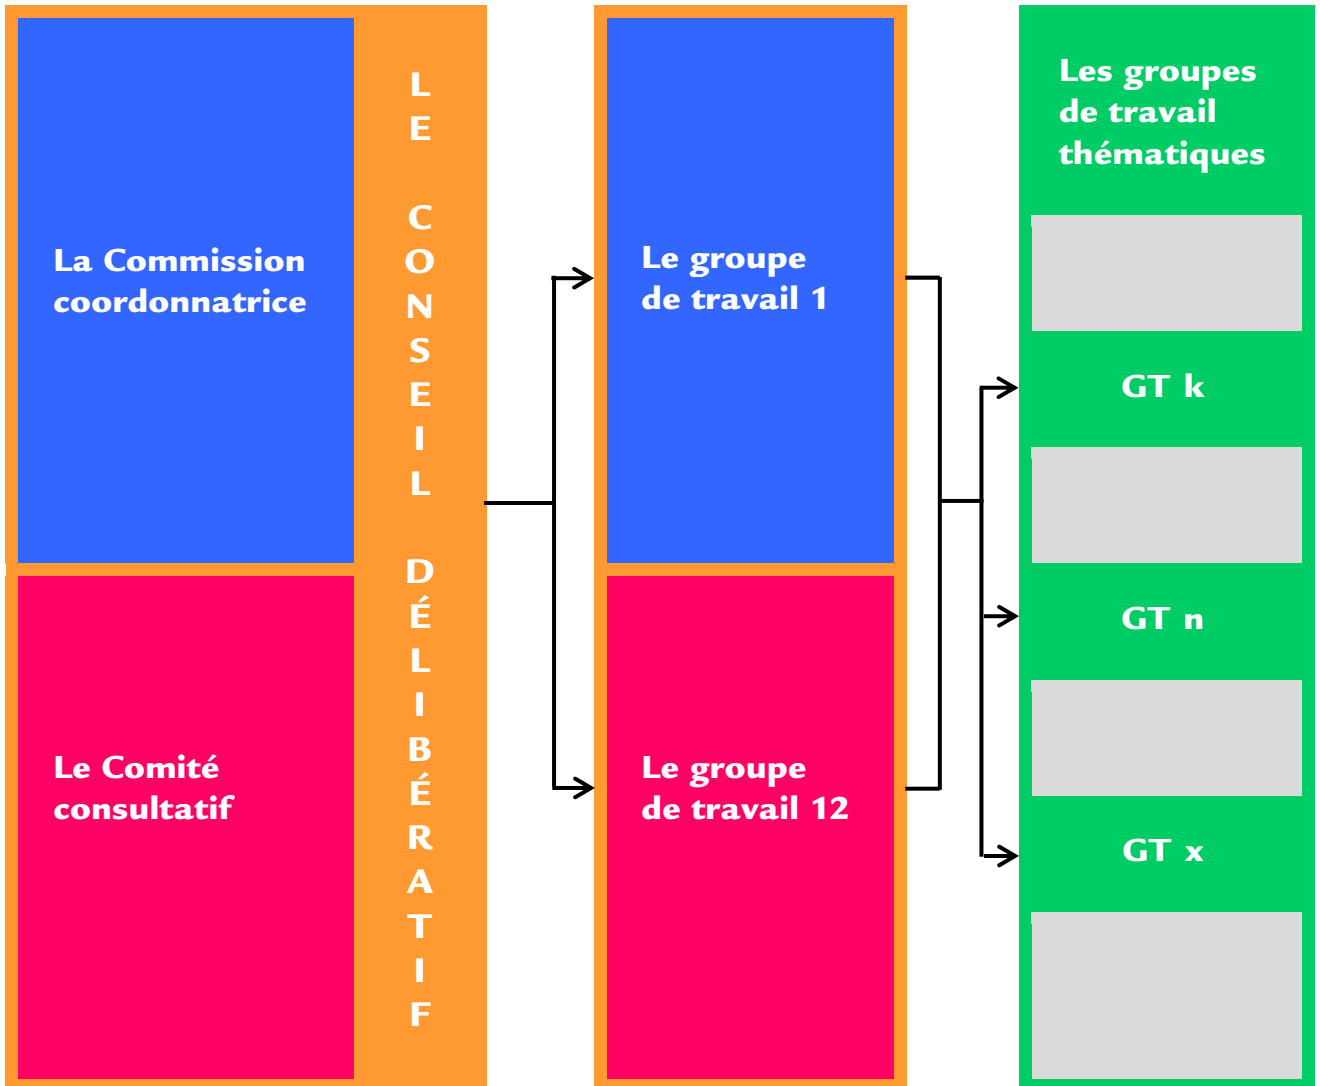 La Commission
coordonnatrice
Le Comité
consultatif
LE CONSEIL DÉLIBÉRATIF
Le groupe
de travail 1
Le groupe
de travail 12
Les groupes
de travail
thématiques
GT k
GT n
GT x